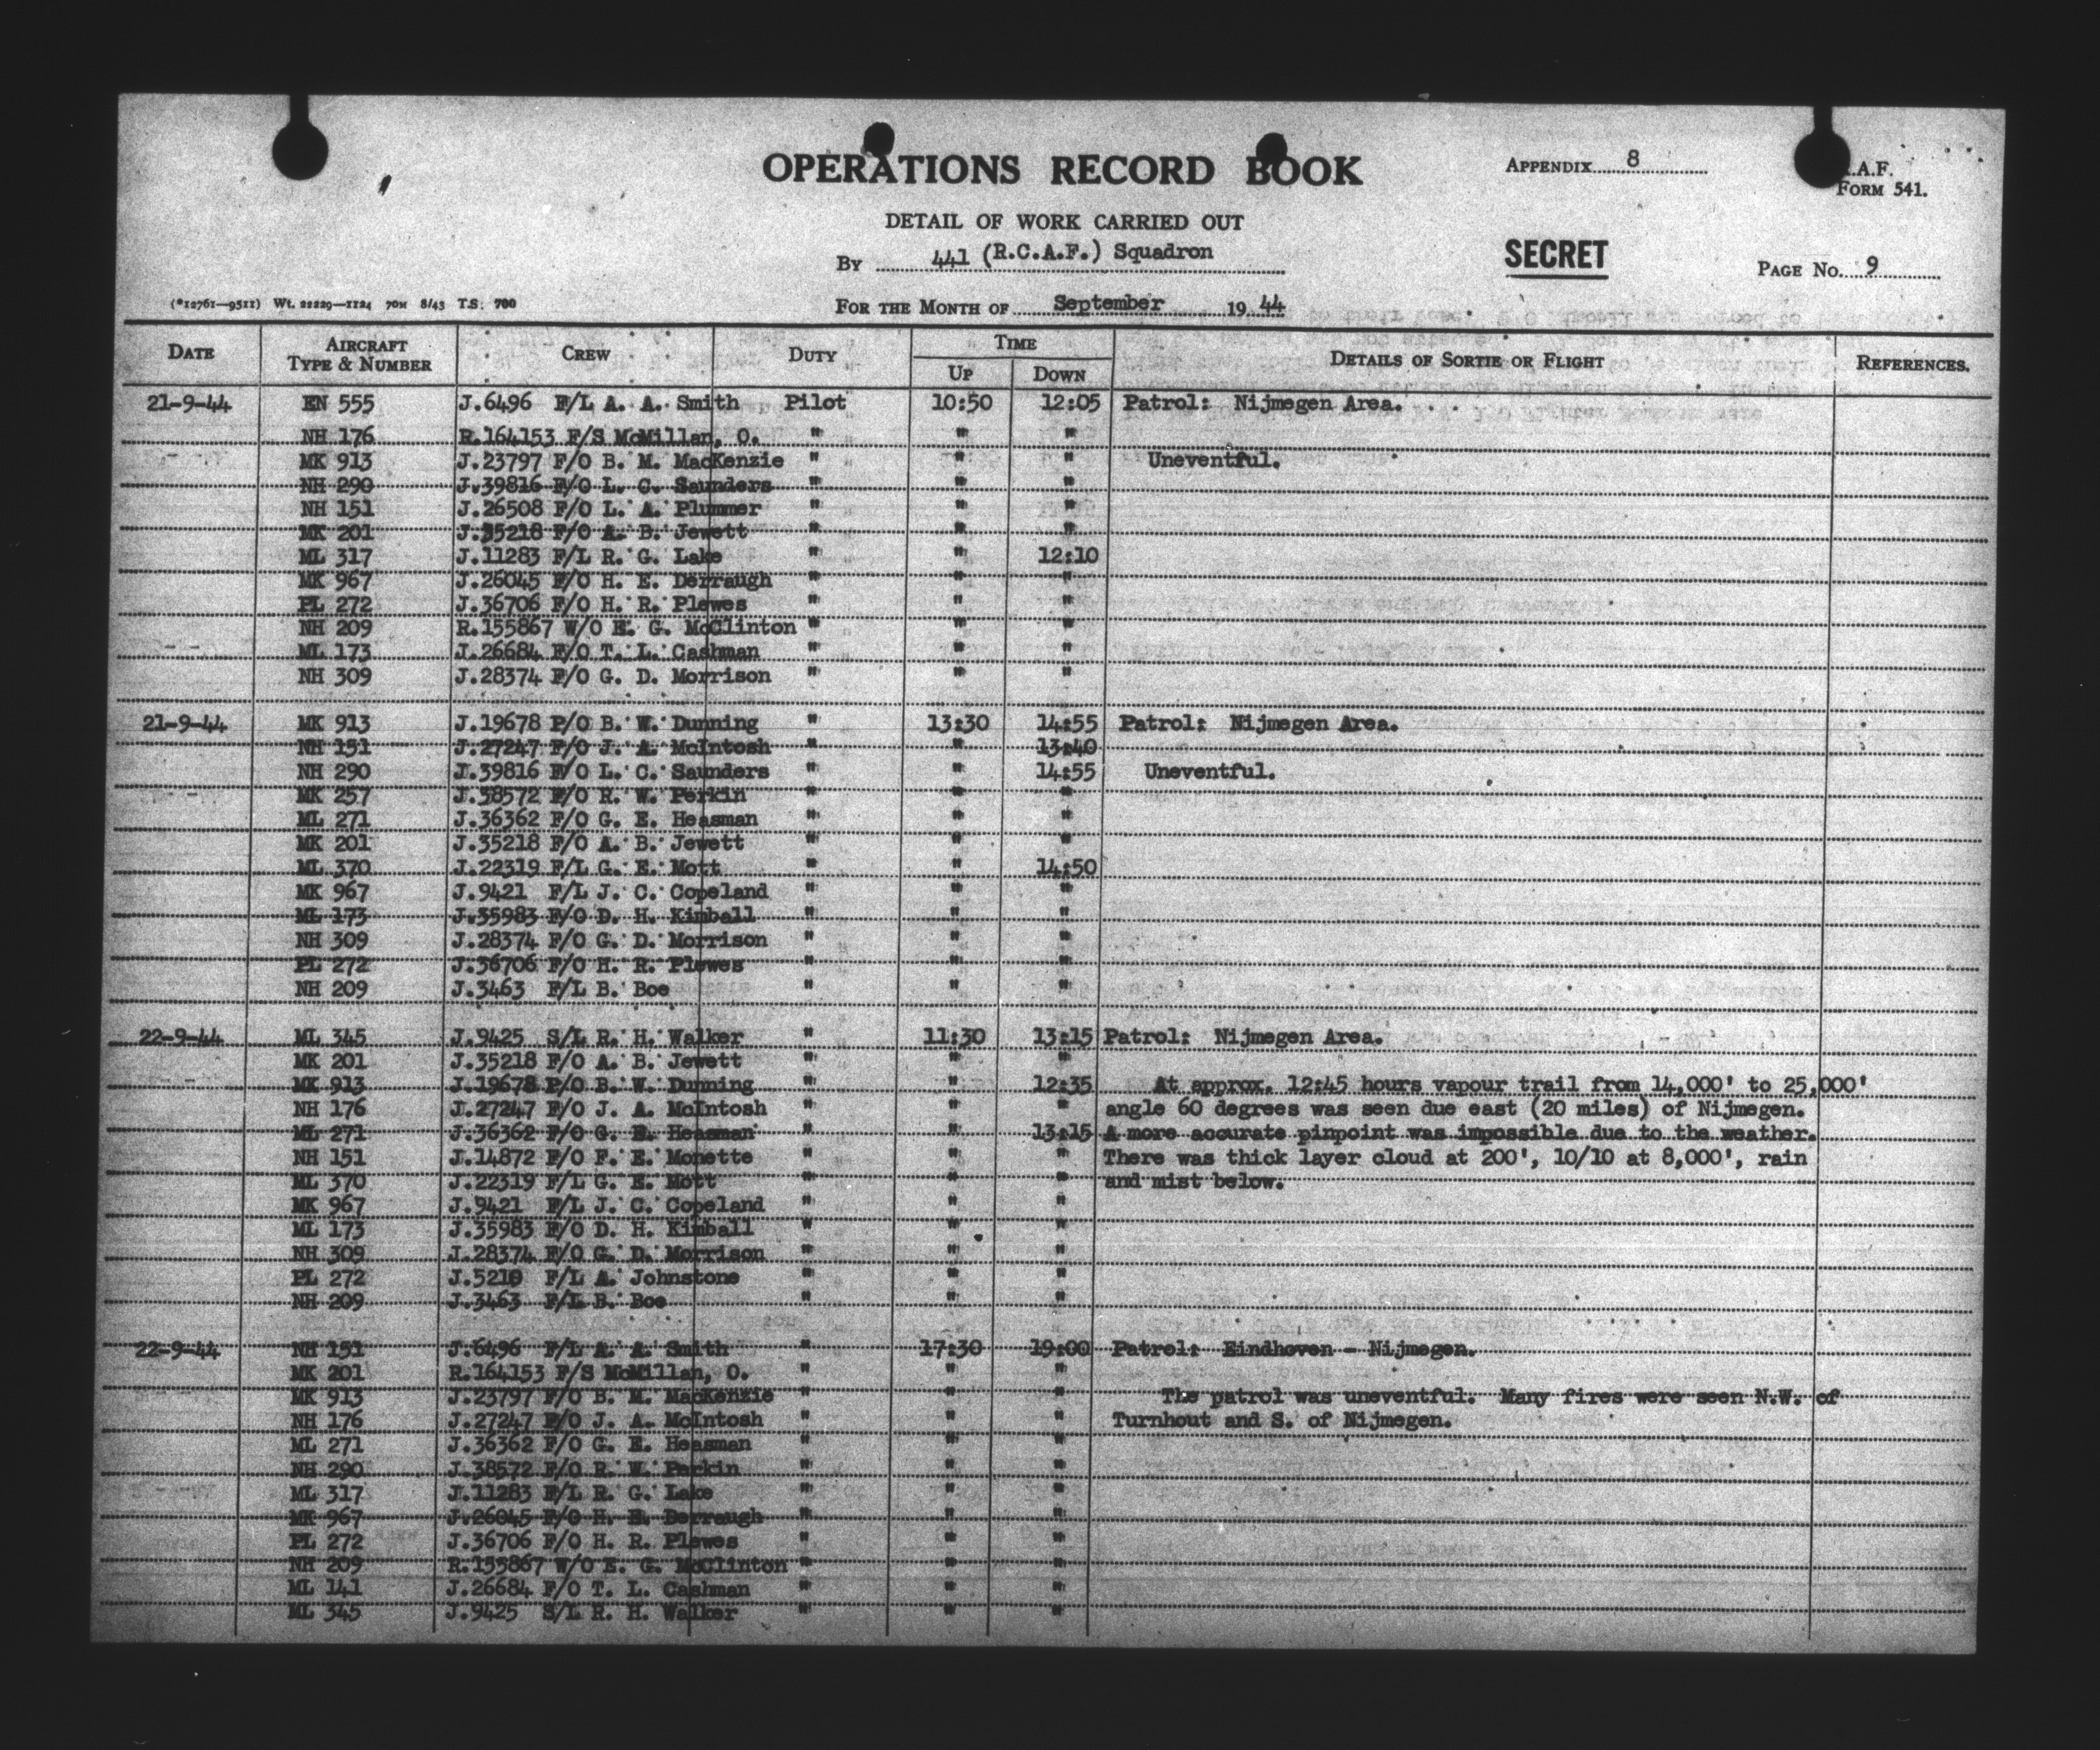 OPERATIONS RECORD BOOK
APPENDIX 8
.A.F.
FORM 541.
DETAIL OF WORK CARRIED OUT
BY 441 (R.C.A.F.) Squadron
SECRET
PAGE NO. 9
(*12761—9511) Wt. 22229—1124 70M 8/43 T.S. 700
FOR THE MONTH OF September 1944
DATE AIRCRAFT TYPE & NUMBER CREW DUTY TIME UP DOWN DETAILS OF SORTIE OR FLIGHT REFERENCES.
21-9-44 EN 555 J.6496 F/L A. A. Smith Pilot 10:50 12:05 Patrol: Nijmegen Area.
NH 176 R.164153 F/S McMillan, O. " " "
MK 913 J.23797 F/O B. M. MacKenzie " " " Uneventful.
NH 290 J.39816 F/O L. C. Saunders " " "
NH 151 J.26508 F/O L. A. Plummer " " "
MK 201 J.35218 F/O A. B. Jewett " " "
ML 317 J.11283 F/L R. G. Lake " " 12:10
MK 967 J.26045 F/O H. E. Derraugh " " "
PL 272 J.36706 F/O H. R. Plewes " " "
NH 209 R.155867 W/O E. G. McClinton " " "
ML 173 J.26684 F/O T. L. Cashman " " "
NH 309 J.28374 F/O G. D. Morrison " " "
21-9-44 MK 913 J.19678 P/O B. W. Dunning " 13:30 14:55 Patrol: Nijmegen Area.
NH 151 J.27247 F/O J. A. McIntosh " " 13:40
NH 290 J.39816 F/O L. C. Saunders " " 14:55 Uneventful.
MK 257 J.38572 F/O R. W. Perkin " " "
ML 271 J.36362 F/O G. E. Heasman " " "
MK 201 J.35218 F/O A. B. Jewett " " "
ML 370 J.22319 F/L G. E. Mott " " 14:50
MK 967 J.9421 F/L J. C. Copeland " " "
ML 173 J.35983 F/O D. H. Kimball " " "
NH 309 J.28374 F/O G. D. Morrison " " "
PL 272 J.36706 F/O H. R. Plewes " " "
NH 209 J.3463 F/L B. Boe " " "
22-9-44 ML 345 J.9425 S/L R. H. Walker " 11:30 13:15 Patrol: Nijmegen Area.
MK 201 J.35218 F/O A. B. Jewett " " "
MK 913 J.19678 P/O B. W. Dunning " " 12:35 At approx. 12:45 hours vapour trail from 14,000' to 25,000'
NH 176 J.27247 F/O J. A. McIntosh " " " angle 60 degrees was seen due east (20 miles) of Nijmegen.
ML 271 J.36362 F/O G. E. Heasman " " 13:15 A more accurate pinpoint was impossible due to the weather.
NH 151 J.14872 F/O F. E. Monette " " " There was thick layer cloud at 200', 10/10 at 8,000', rain
ML 370 J.22319 F/L G. E. Mott " " " and mist below.
MK 967 J.9421 F/L J. C. Copeland " " "
ML 173 J.35983 F/O D. H. Kimball " " "
NH 309 J.28374 F/O G. D. Morrison " " "
PL 272 J.5210 F/L A. Johnstone " " "
NH 209 J.3463 F/L B. Boe " " "
22-9-44 NH 151 J.6496 F/L A. A. Smith " 17:30 19:00 Patrol: Eindhoven - Nijmegen.
MK 201 R.164153 F/S McMillan, O. " " "
MK 913 J.23797 F/O B. M. MacKenzie " " " The patrol was uneventful. Many fires were seen N.W. of
NH 176 J.27247 F/O J. A. McIntosh " " " Turnhout and S. of Nijmegen.
ML 271 J.36362 F/O G. E. Heasman " " "
NH 290 J.38572 F/O R. W. Perkin " " "
ML 317 J.11283 F/L R. G. Lake " " "
MK 967 J.26045 F/O H. E. Derraugh " " "
PL 272 J.36706 F/O H. R. Plewes " " "
NH 209 R.155867 W/O E. G. McClinton " " "
ML 141 J.26684 F/O T. L. Cashman " " "
ML 345 J.9425 S/L R. H. Walker " " "